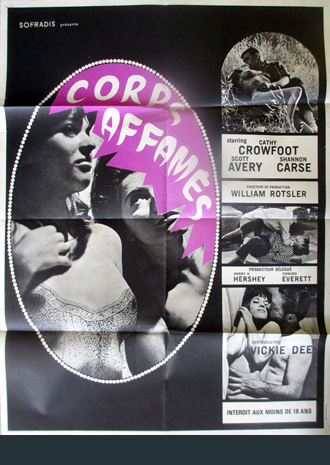 SOFRADIS présente
CORPS
AFFAMÉS
starring
CATHY
CROWFOOT
SCOTT SHANNON
AVERY CARSE
DIRECTEUR DE PRODUCTION
WILLIAM ROTSLER
PRODUCTEUR DÉLÉGUÉ
HARRY H. EDWARD
HERSHEY EVERETT
introducing
VICKIE DEE
INTERDIT AUX MOINS DE 18 ANS